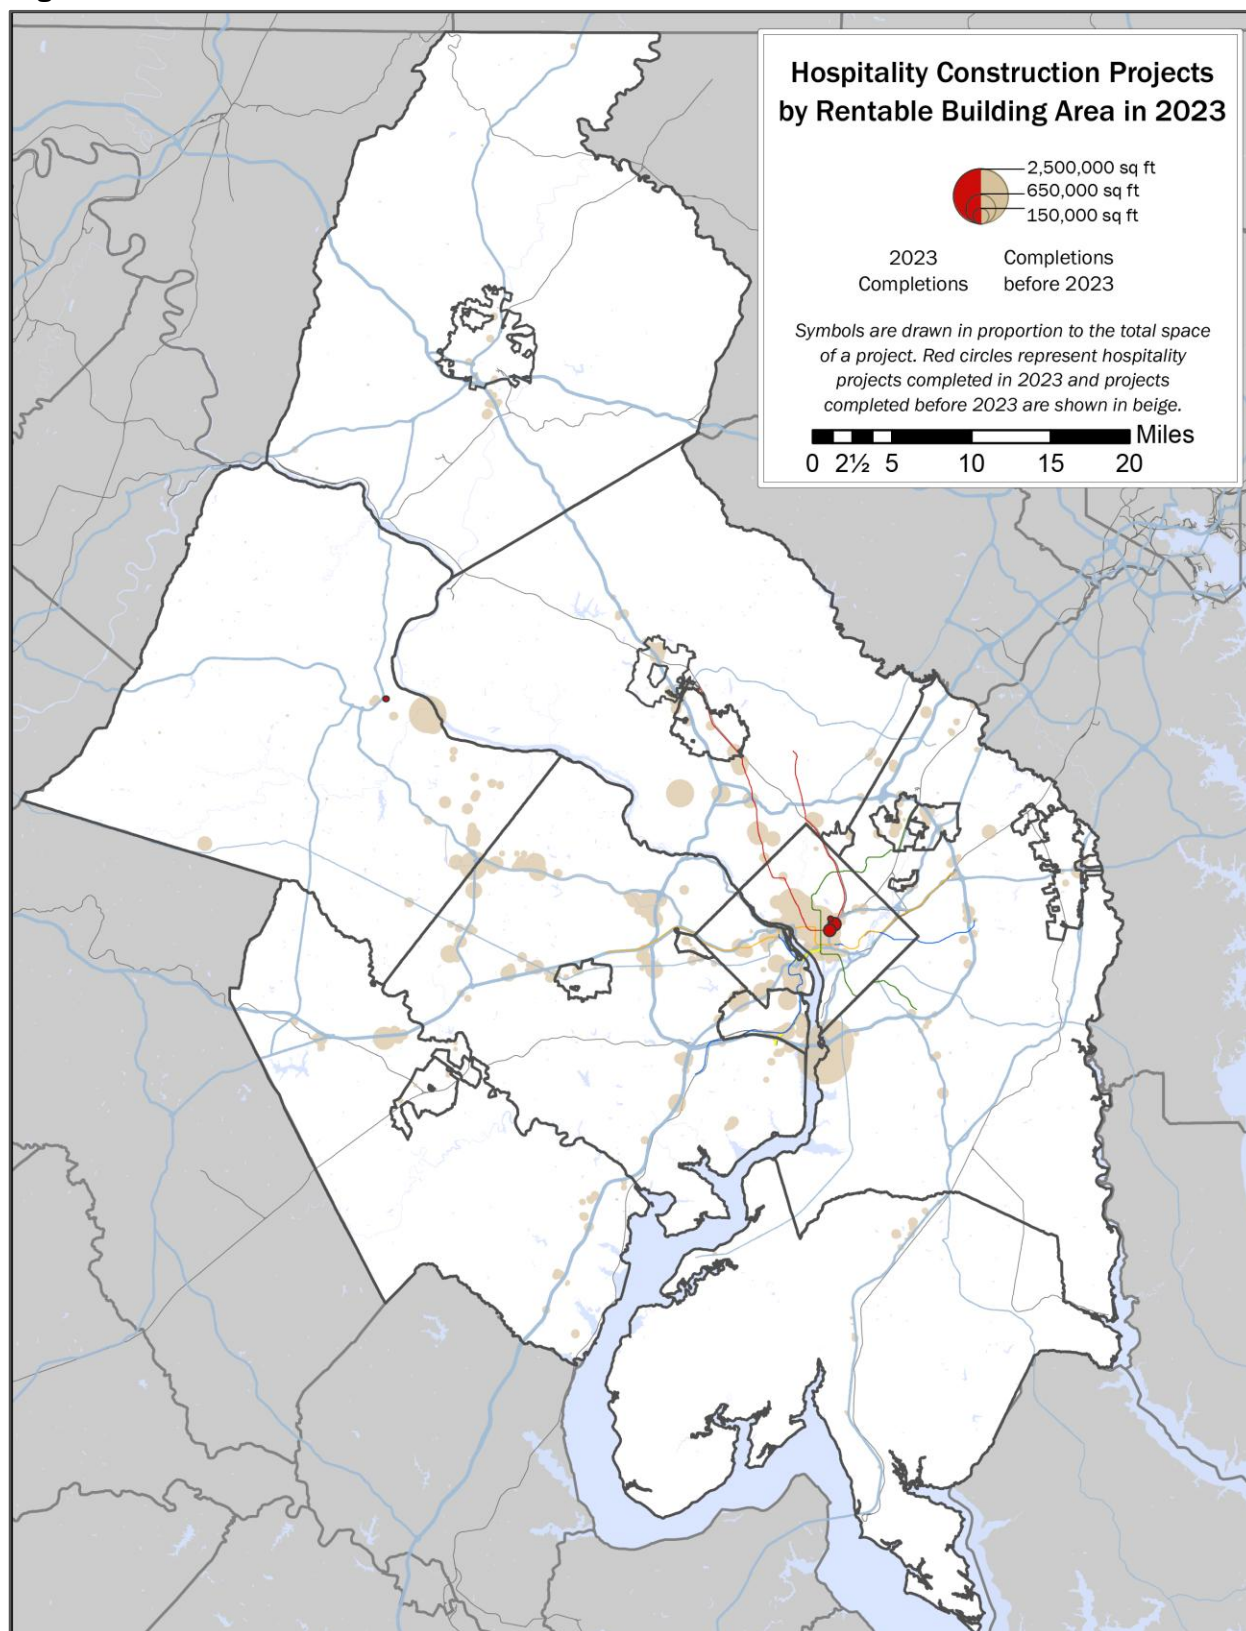 Hospitality Construction Projects
by Rentable Building Area in 2023
2,500,000 sq ft
650,000 sq ft
150,000 sq ft
2023
Completions
Completions
before 2023
Symbols are drawn in proportion to the total space
of a project. Red circles represent hospitality
projects completed in 2023 and projects
completed before 2023 are shown in beige.
Miles
0 2½ 5 10 15 20